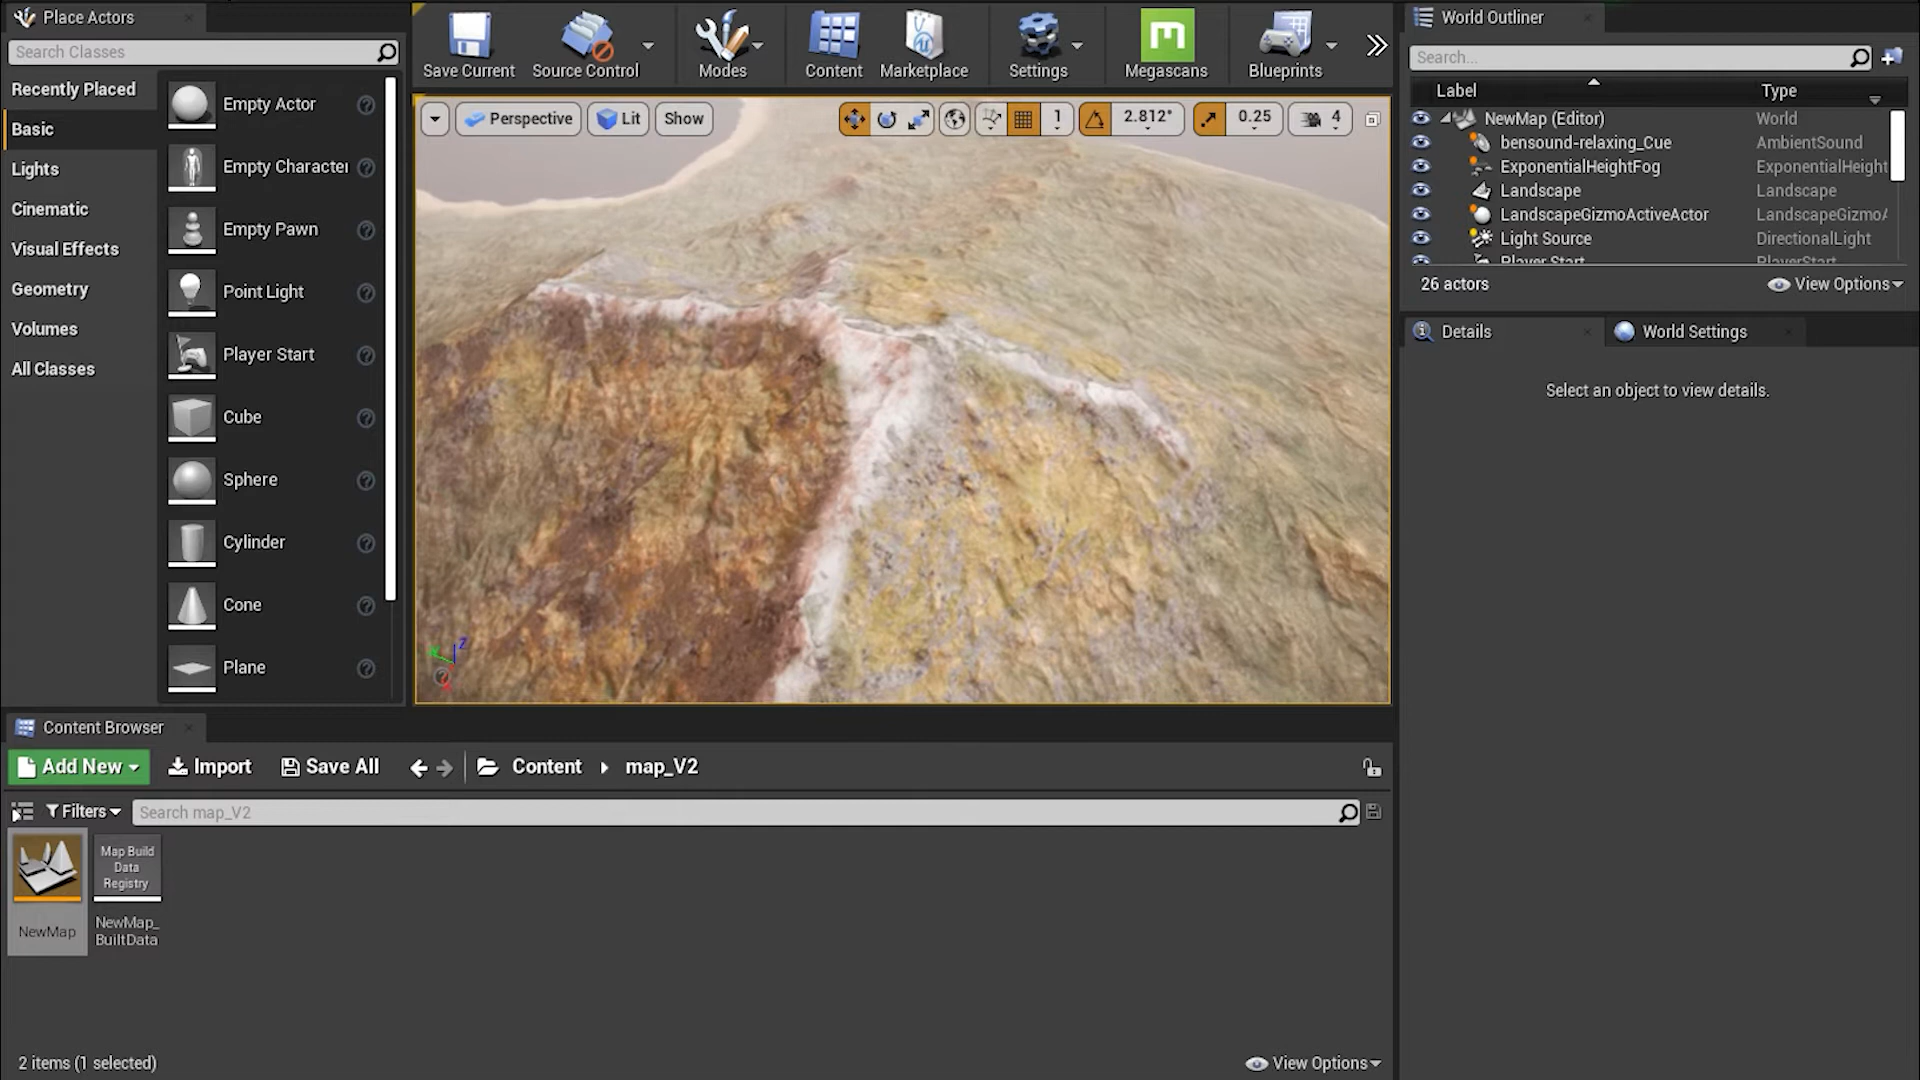 Place Actors
Search Classes
Recently Placed
Basic
Lights
Cinematic
Visual Effects
Geometry
Volumes
All Classes
Empty Actor
Empty Character
Empty Pawn
Point Light
Player Start
Cube
Sphere
Cylinder
Cone
Plane
Save Current
Source Control
Modes
Content
Marketplace
Settings
Megascans
Blueprints
Perspective
Lit
Show
1
2.812°
0.25
4
Z
World Outliner
Search...
Label Type
NewMap (Editor) World
bensound-relaxing_Cue AmbientSound
ExponentialHeightFog ExponentialHeight
Landscape Landscape
LandscapeGizmoActiveActor LandscapeGizmoA
Light Source DirectionalLight
Player Start PlayerStart
26 actors
View Options
Details
World Settings
Select an object to view details.
Content Browser
Add New
Import
Save All
Content
map_V2
Filters
Search map_V2
NewMap
Map Build
Data
Registry
NewMap_
BuiltData
2 items (1 selected)
View Options